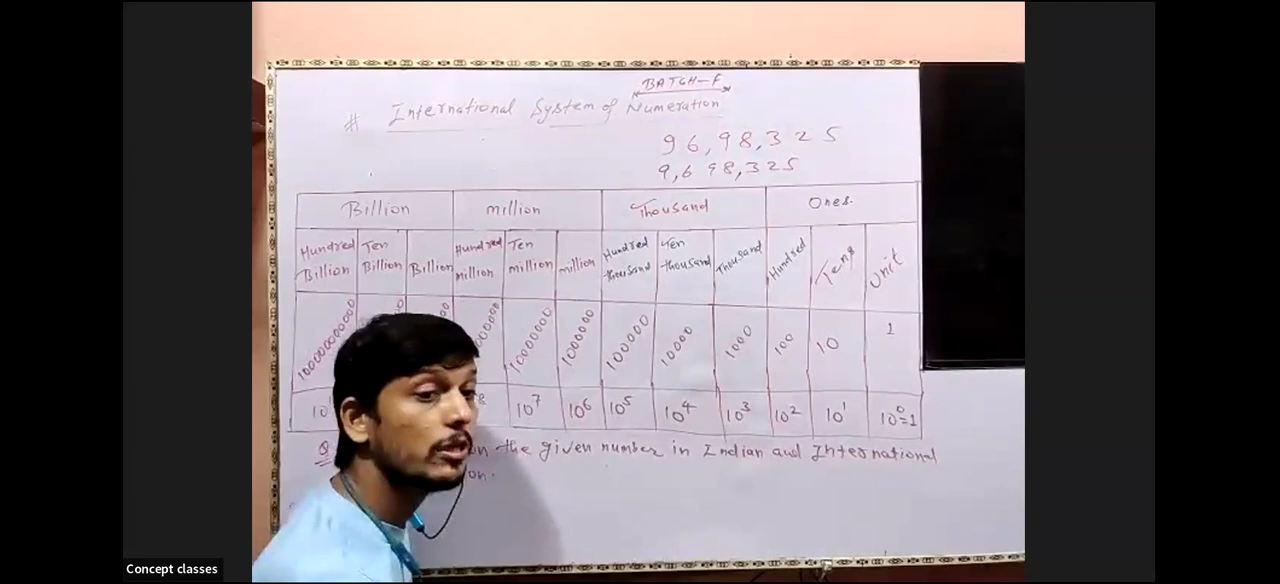 BATCH-F
# International System of Numeration
96,98,325
9,698,325
Billion million Thousand Ones.
Hundred Billion Ten Billion Billion Hundred million Ten million million Hundred thousand Ten thousand Thousand Hundred Tens Unit
100000000000 10000000 1000000 100000 10000 1000 100 10 1
10 10⁷ 10⁶ 10⁵ 10⁴ 10³ 10² 10¹ 10⁰=1
Q the given number in Indian and International
on.
Concept classes